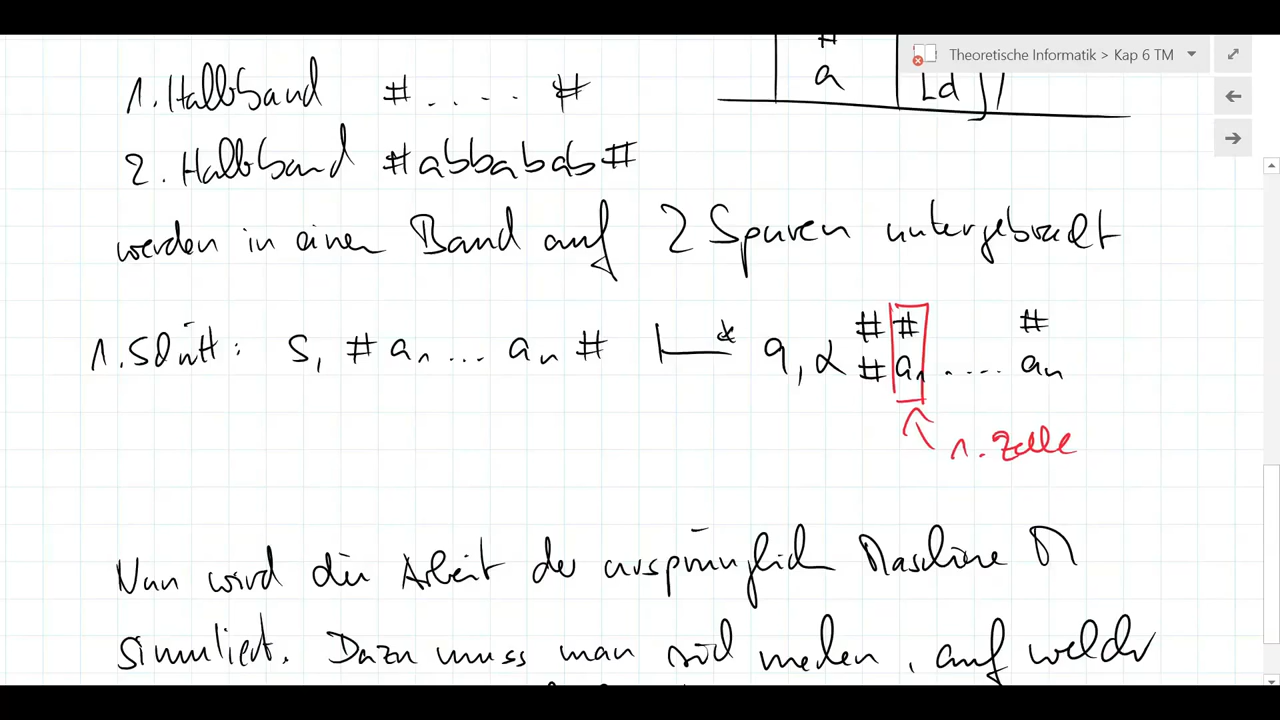 #
a
[a]
Theoretische Informatik > Kap 6 TM
1. Halbband #.....#
2. Halbband #abbabab#
werden in einen Band auf 2 Spuren untergebracht
1. Schritt: s, #a₁...aₙ# ⊢* q, α # # #
# a₁ .... aₙ
1. Zelle
Nun wird die Arbeit der ursprünglich Maschine M
simuliert. Dazu muss man sich merken, auf welcher